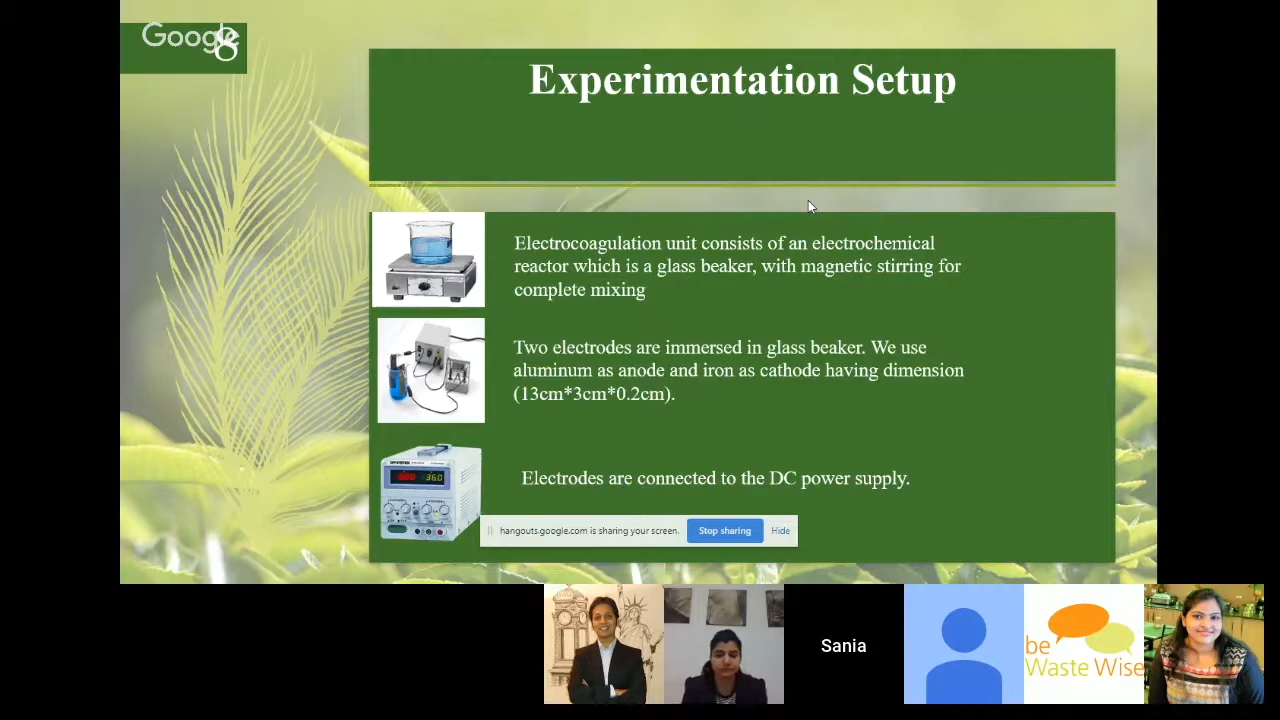 Google
8
Experimentation Setup
Electrocoagulation unit consists of an electrochemical
reactor which is a glass beaker, with magnetic stirring for
complete mixing
Two electrodes are immersed in glass beaker. We use
aluminum as anode and iron as cathode having dimension
(13cm*3cm*0.2cm).
Electrodes are connected to the DC power supply.
hangouts.google.com is sharing your screen. Stop sharing Hide
Sania
be
Waste Wise